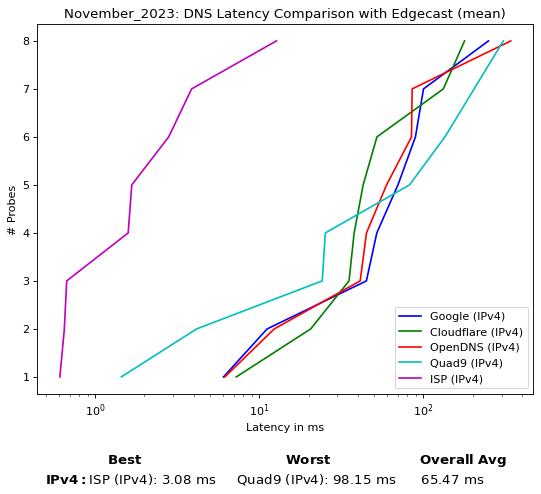 November_2023: DNS Latency Comparison with Edgecast (mean)
8
7
6
5
4
3
2
1
# Probes
10⁰ 10¹ 10²
Latency in ms
Google (IPv4)
Cloudflare (IPv4)
OpenDNS (IPv4)
Quad9 (IPv4)
ISP (IPv4)
Best Worst Overall Avg
IPv4: ISP (IPv4): 3.08 ms Quad9 (IPv4): 98.15 ms 65.47 ms